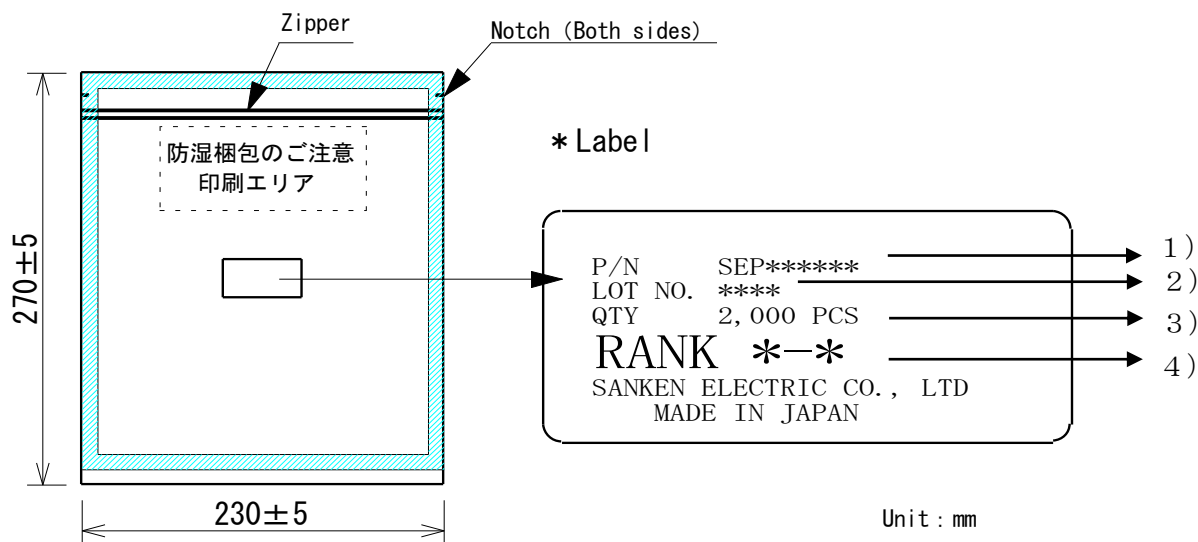 Zipper
Notch (Both sides)
防湿梱包のご注意
印刷エリア
270±5
230±5
*Label
P/N SEP******
LOT NO. ****
QTY 2,000 PCS
RANK *-*
SANKEN ELECTRIC CO., LTD
MADE IN JAPAN
1)
2)
3)
4)
Unit : mm